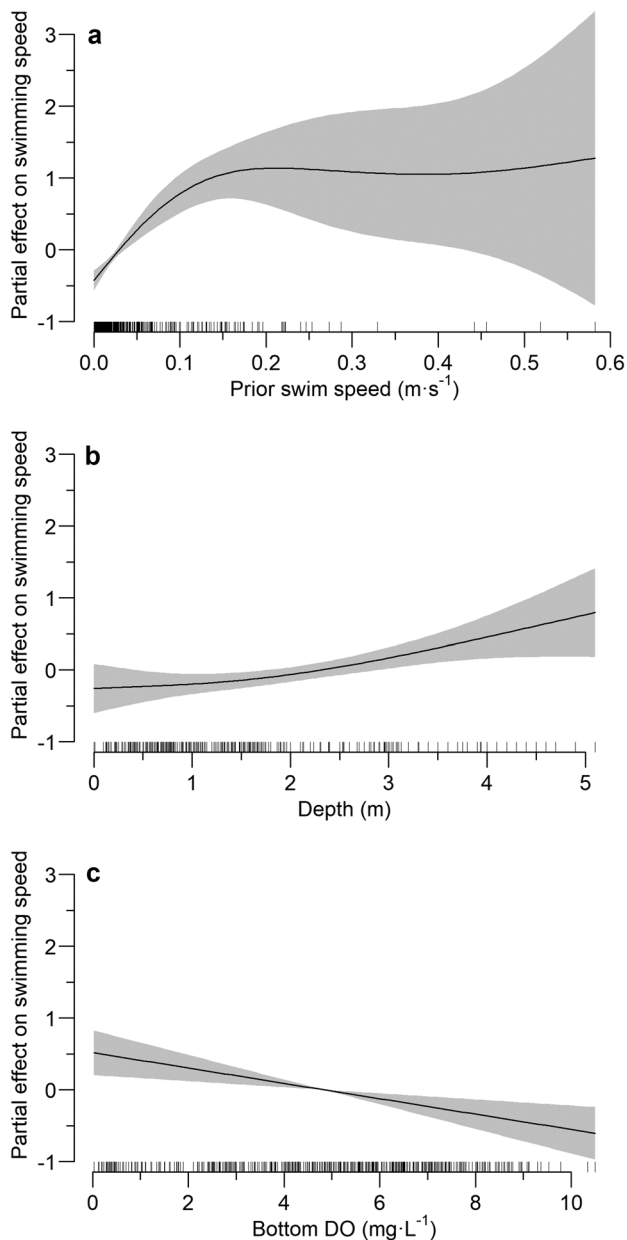 a
Partial effect on swimming speed
3
2
1
0
-1
0.0 0.1 0.2 0.3 0.4 0.5 0.6
Prior swim speed (m·s⁻¹)
b
Partial effect on swimming speed
3
2
1
0
-1
0 1 2 3 4 5
Depth (m)
c
Partial effect on swimming speed
3
2
1
0
-1
0 2 4 6 8 10
Bottom DO (mg·L⁻¹)